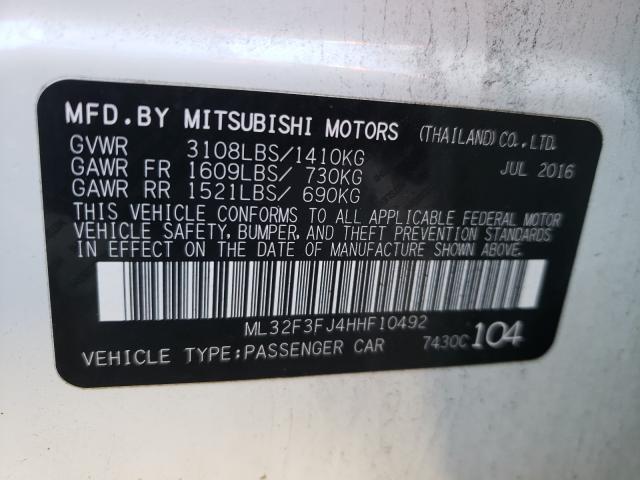 MFD.BY MITSUBISHI MOTORS (THAILAND)CO.,LTD.
GVWR 3108LBS/1410KG JUL 2016
GAWR FR 1609LBS/ 730KG
GAWR RR 1521LBS/ 690KG
THIS VEHICLE CONFORMS TO ALL APPLICABLE FEDERAL MOTOR
VEHICLE SAFETY, BUMPER, AND THEFT PREVENTION STANDARDS
IN EFFECT ON THE DATE OF MANUFACTURE SHOWN ABOVE.
ML32F3FJ4HHF10492
VEHICLE TYPE:PASSENGER CAR 7430C 104